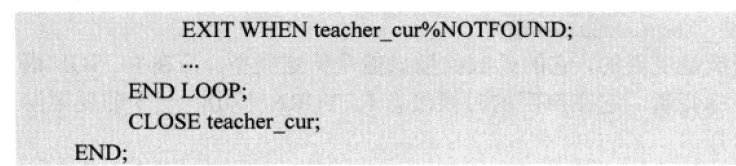 EXIT WHEN teacher_cur%NOTFOUND;
...
END LOOP;
CLOSE teacher_cur;
END;